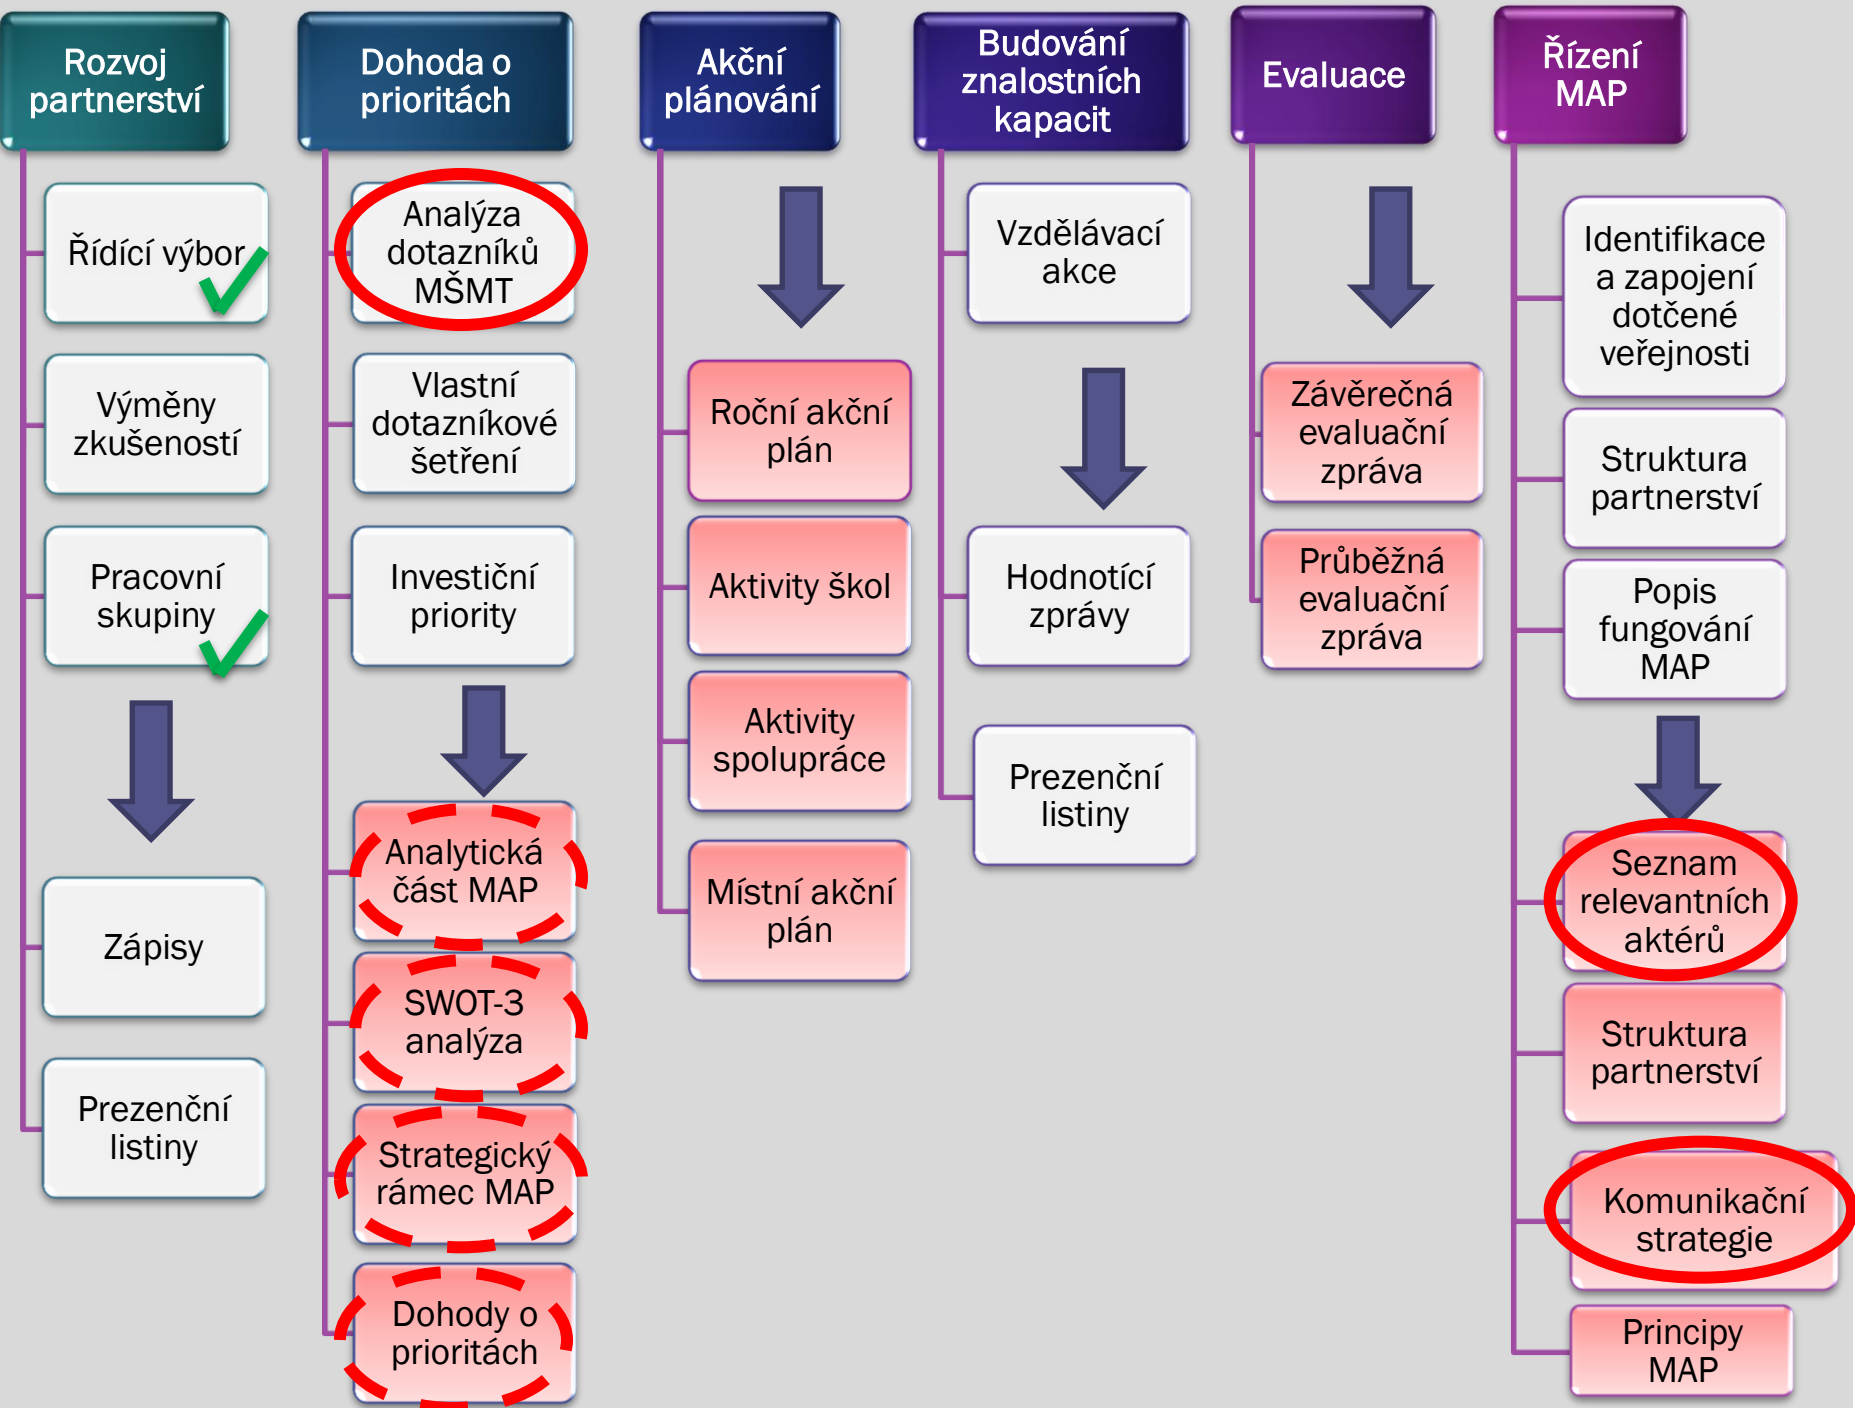 Rozvoj
partnerství
Řídící výbor
Výměny
zkušeností
Pracovní
skupiny
Zápisy
Prezenční
listiny
Dohoda o
prioritách
Analýza
dotazníků
MŠMT
Vlastní
dotazníkové
šetření
Investiční
priority
Analytická
část MAP
SWOT-3
analýza
Strategický
rámec MAP
Dohody o
prioritách
Akční
plánování
Roční akční
plán
Aktivity škol
Aktivity
spolupráce
Místní akční
plán
Budování
znalostních
kapacit
Vzdělávací
akce
Hodnotící
zprávy
Prezenční
listiny
Evaluace
Závěrečná
evaluační
zpráva
Průběžná
evaluační
zpráva
Řízení
MAP
Identifikace
a zapojení
dotčené
veřejnosti
Struktura
partnerství
Popis
fungování
MAP
Seznam
relevantních
aktérů
Struktura
partnerství
Komunikační
strategie
Principy
MAP